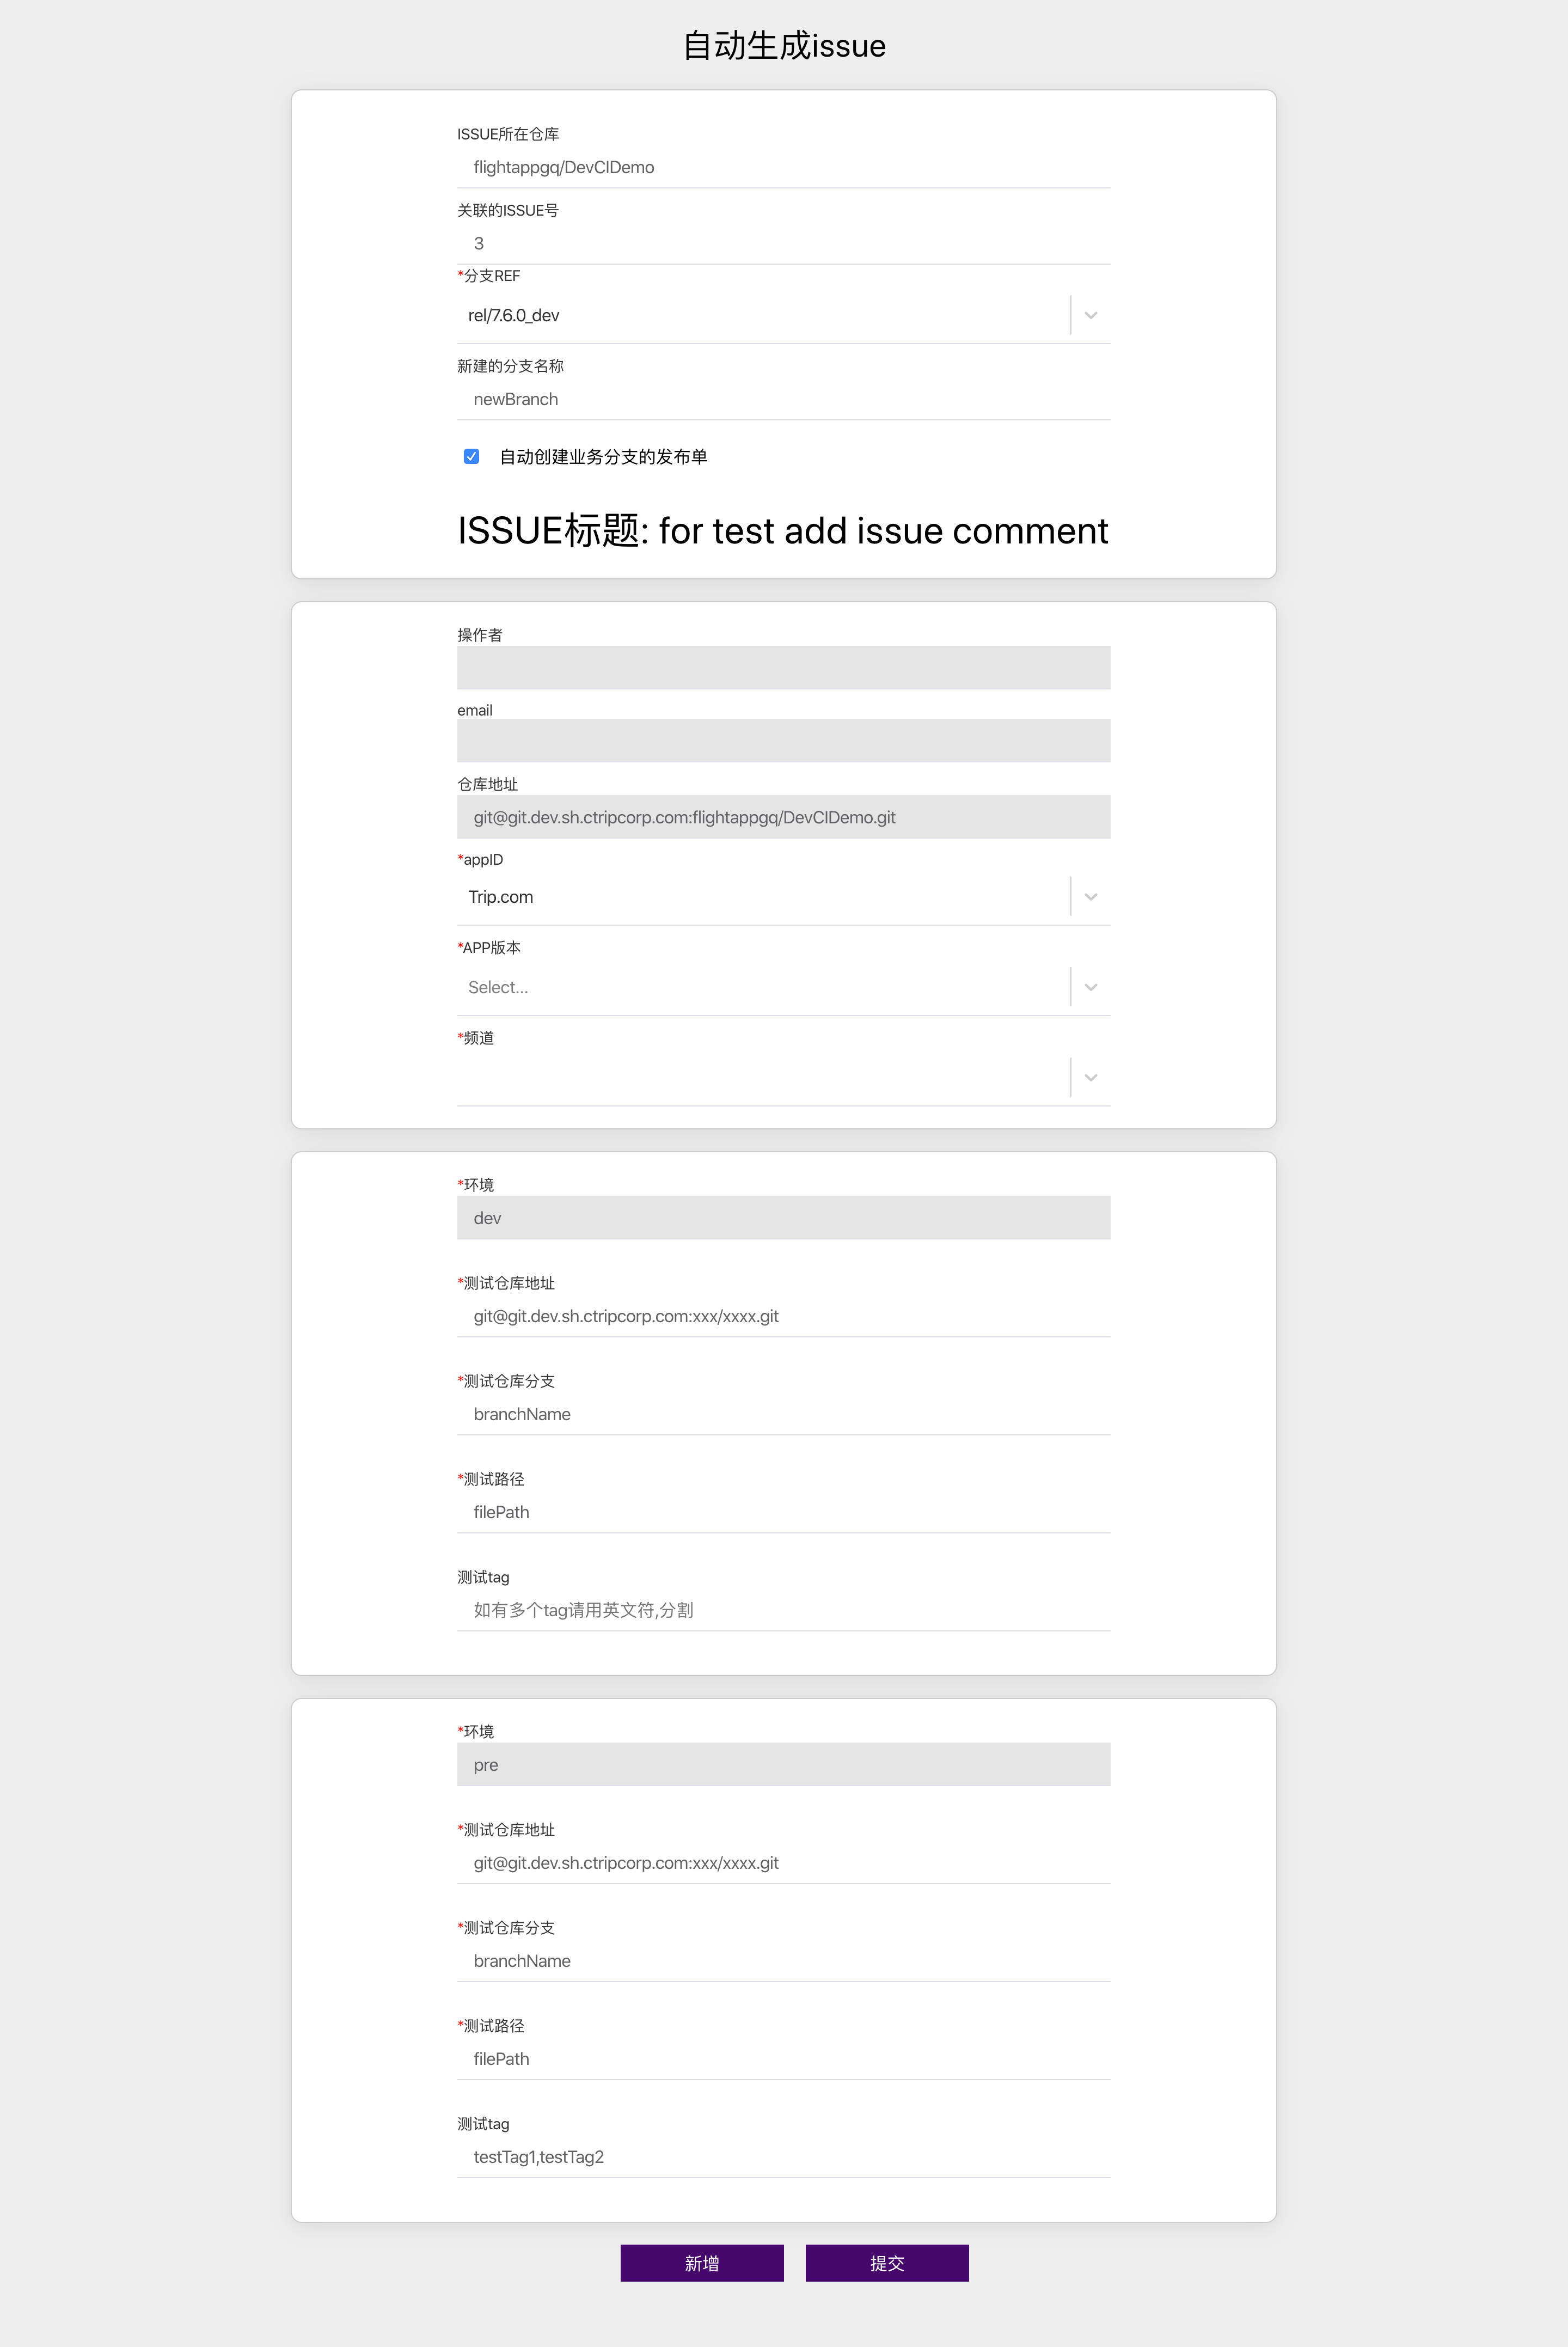 自动生成issue
ISSUE所在仓库
flightappgq/DevCIDemo
关联的ISSUE号
3
*分支REF
rel/7.6.0_dev
新建的分支名称
newBranch
自动创建业务分支的发布单
ISSUE标题: for test add issue comment
操作者
email
仓库地址
git@git.dev.sh.ctripcorp.com:flightappgq/DevCIDemo.git
*appID
Trip.com
*APP版本
Select...
*频道
*环境
dev
*测试仓库地址
git@git.dev.sh.ctripcorp.com:xxx/xxxx.git
*测试仓库分支
branchName
*测试路径
filePath
测试tag
如有多个tag请用英文符,分割
*环境
pre
*测试仓库地址
git@git.dev.sh.ctripcorp.com:xxx/xxxx.git
*测试仓库分支
branchName
*测试路径
filePath
测试tag
testTag1,testTag2
新增 提交